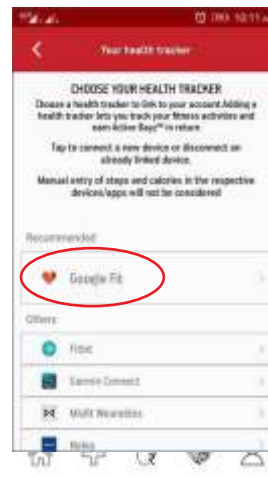 10:11
Your health tracker
CHOOSE YOUR HEALTH TRACKER
Choose a health tracker to link to your account Adding a
health tracker lets you track your fitness activities and
earn Active Dayz™ in return
Tap to connect a new device or disconnect an
already linked device.
Manual entry of steps and calories in the respective
devices/apps will not be considered
Recommended
Google Fit
Others
Fitbit
Garmin Connect
Misfit Wearables
Nokia